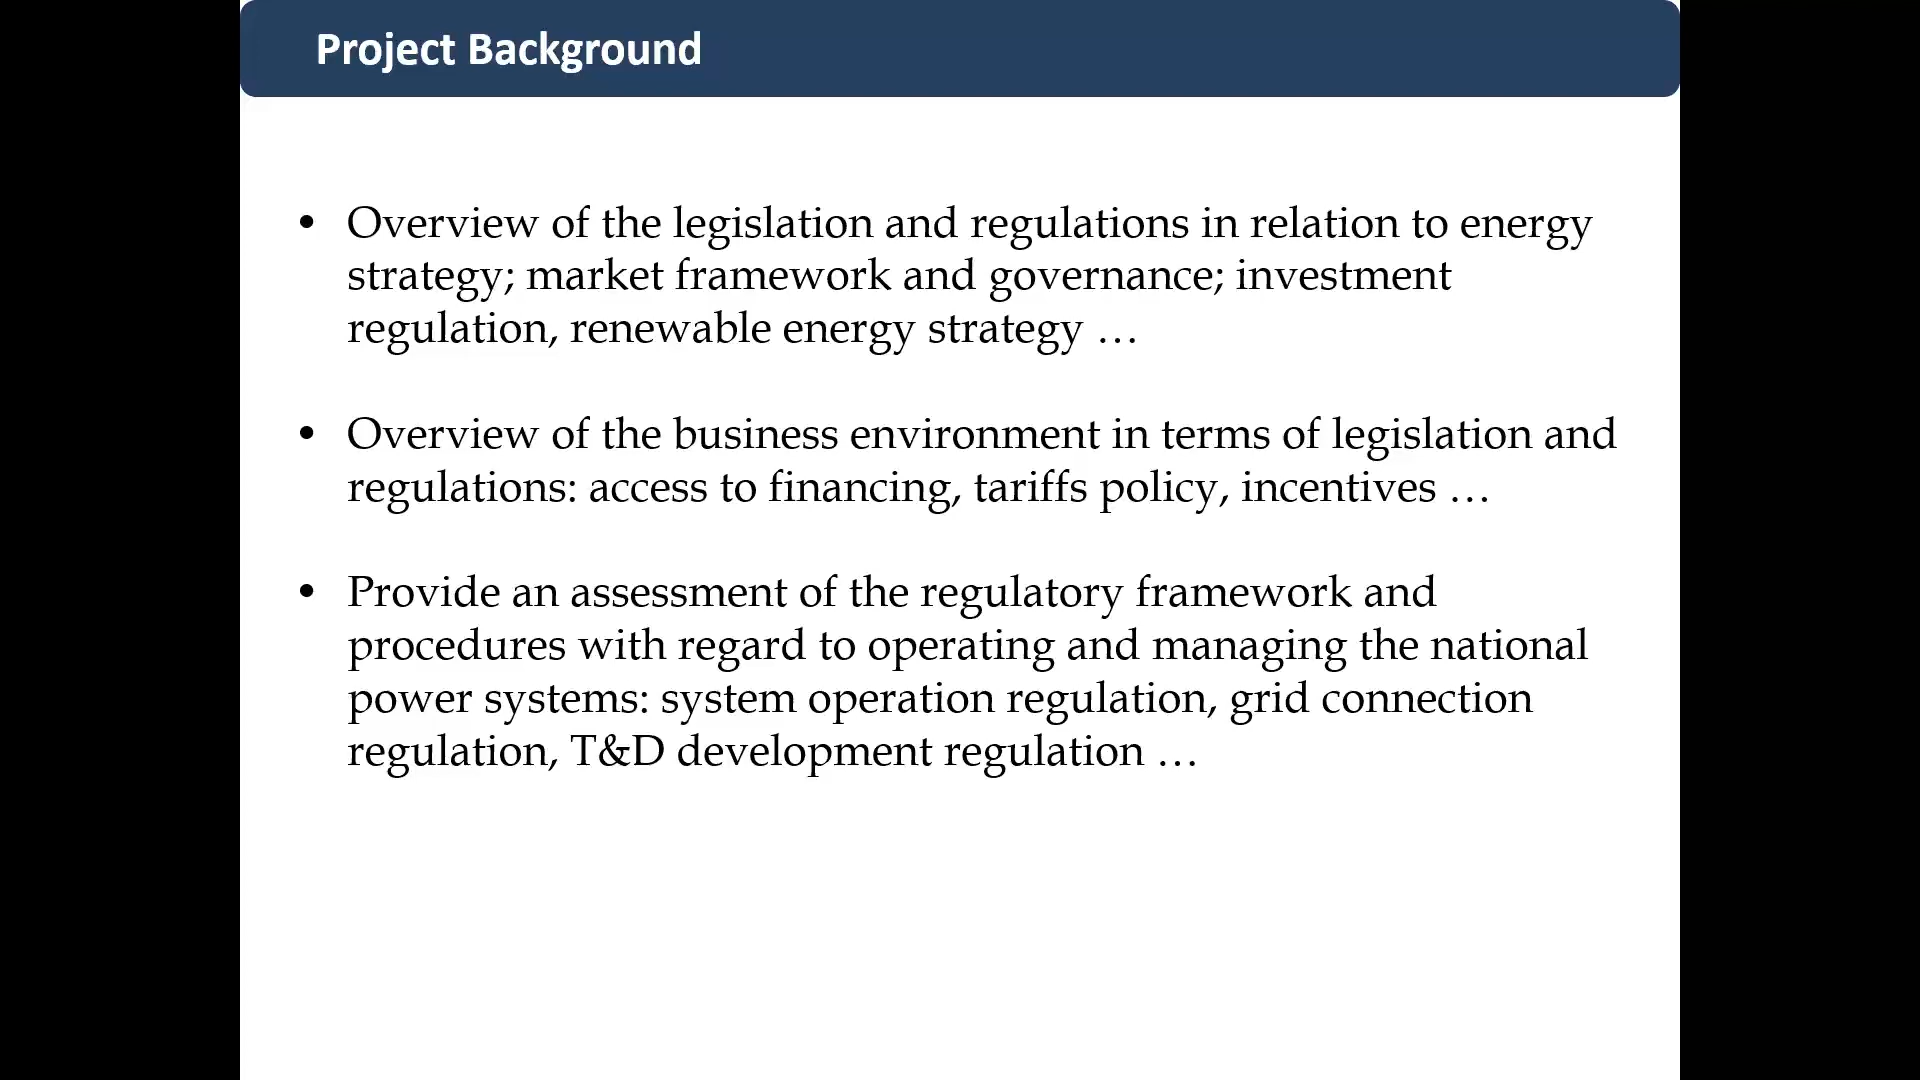 Project Background
• Overview of the legislation and regulations in relation to energy
strategy; market framework and governance; investment
regulation, renewable energy strategy …
• Overview of the business environment in terms of legislation and
regulations: access to financing, tariffs policy, incentives …
• Provide an assessment of the regulatory framework and
procedures with regard to operating and managing the national
power systems: system operation regulation, grid connection
regulation, T&D development regulation …